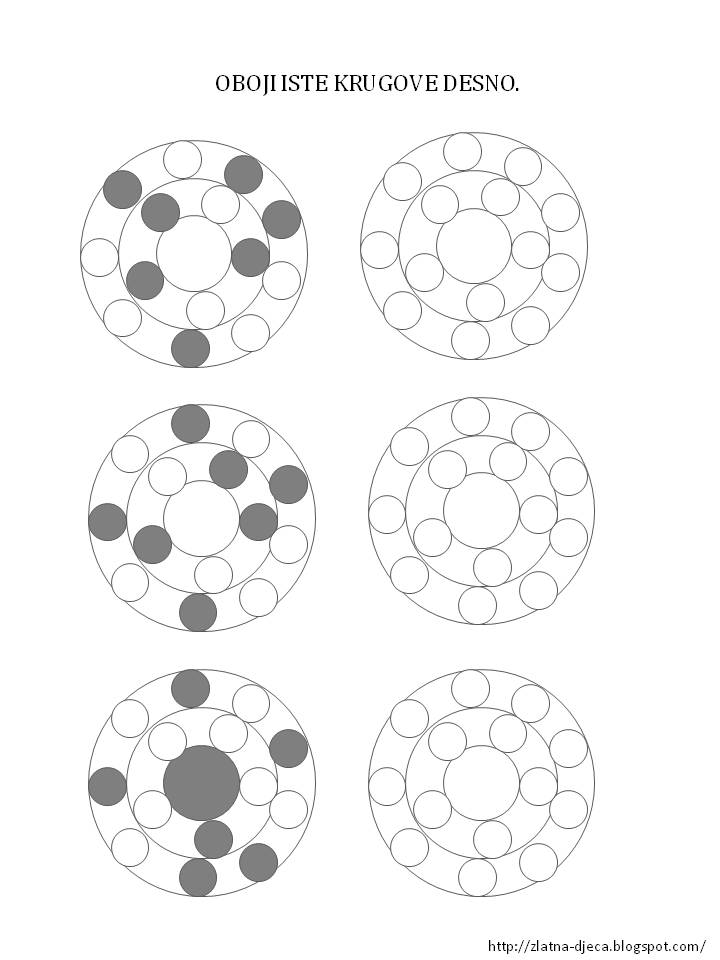 OBOJI ISTE KRUGOVE DESNO.
http://zlatna-djeca.blogspot.com/